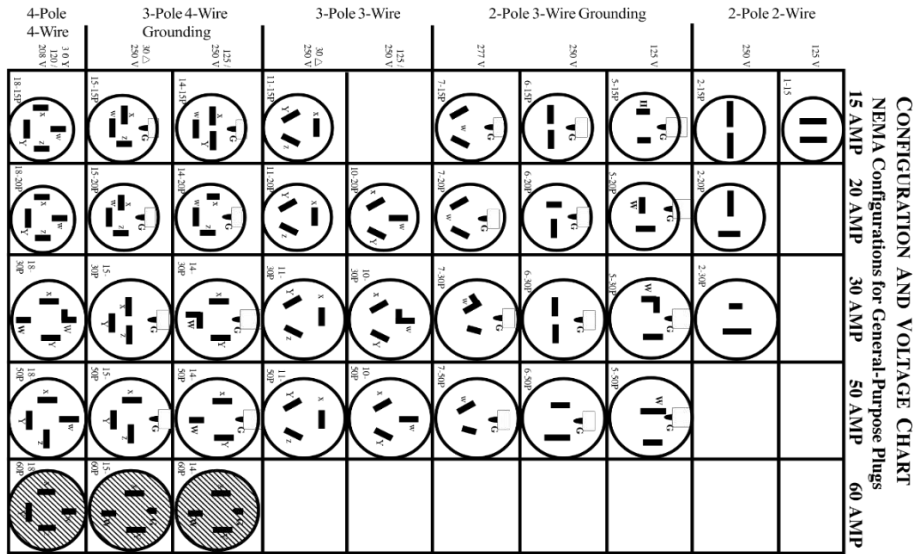 CONFIGURATION AND VOLTAGE CHART
NEMA Configurations for General-Purpose Plugs
4-Pole
4-Wire
3-Pole 4-Wire
Grounding
3-Pole 3-Wire
2-Pole 3-Wire Grounding
2-Pole 2-Wire
3 Ø Y
120 /
208 V
30 △
250 V
125 /
250 V
30 △
250 V
125 /
250 V
277 V
250 V
125 V
250 V
125 V
15 AMP
18-15P
X
W
Y
Z
15-15P
X
G
W
Z
14-15P
X
G
W
Y
11-15P
X
Y
Z
7-15P
W
G
6-15P
G
5-15P
G
2-15P
1-15
20 AMP
18-20P
X
W
Y
Z
15-20P
X
G
W
Z
14-20P
X
G
W
Y
11-20P
X
Y
Z
10-20P
X
W
Y
7-20P
W
G
6-20P
G
5-20P
W
G
2-20P
30 AMP
18-
30P
X
W
W
Y
15-
30P
X
G
Y
Z
14-
30P
X
G
W
Y
11-
30P
X
Y
Z
10-
30P
X
W
Y
7-30P
W
G
6-30P
G
5-30P
W
G
2-30P
50 AMP
18-
50P
X
W
Y
Z
15-
50P
X
G
Y
Z
14-
50P
X
G
W
Y
11-
50P
X
Y
Z
10-
50P
X
W
Y
7-50P
W
G
6-50P
G
5-50P
W
G
60 AMP
18-
60P
Y
15-
60P
G
W
14-
60P
G
W